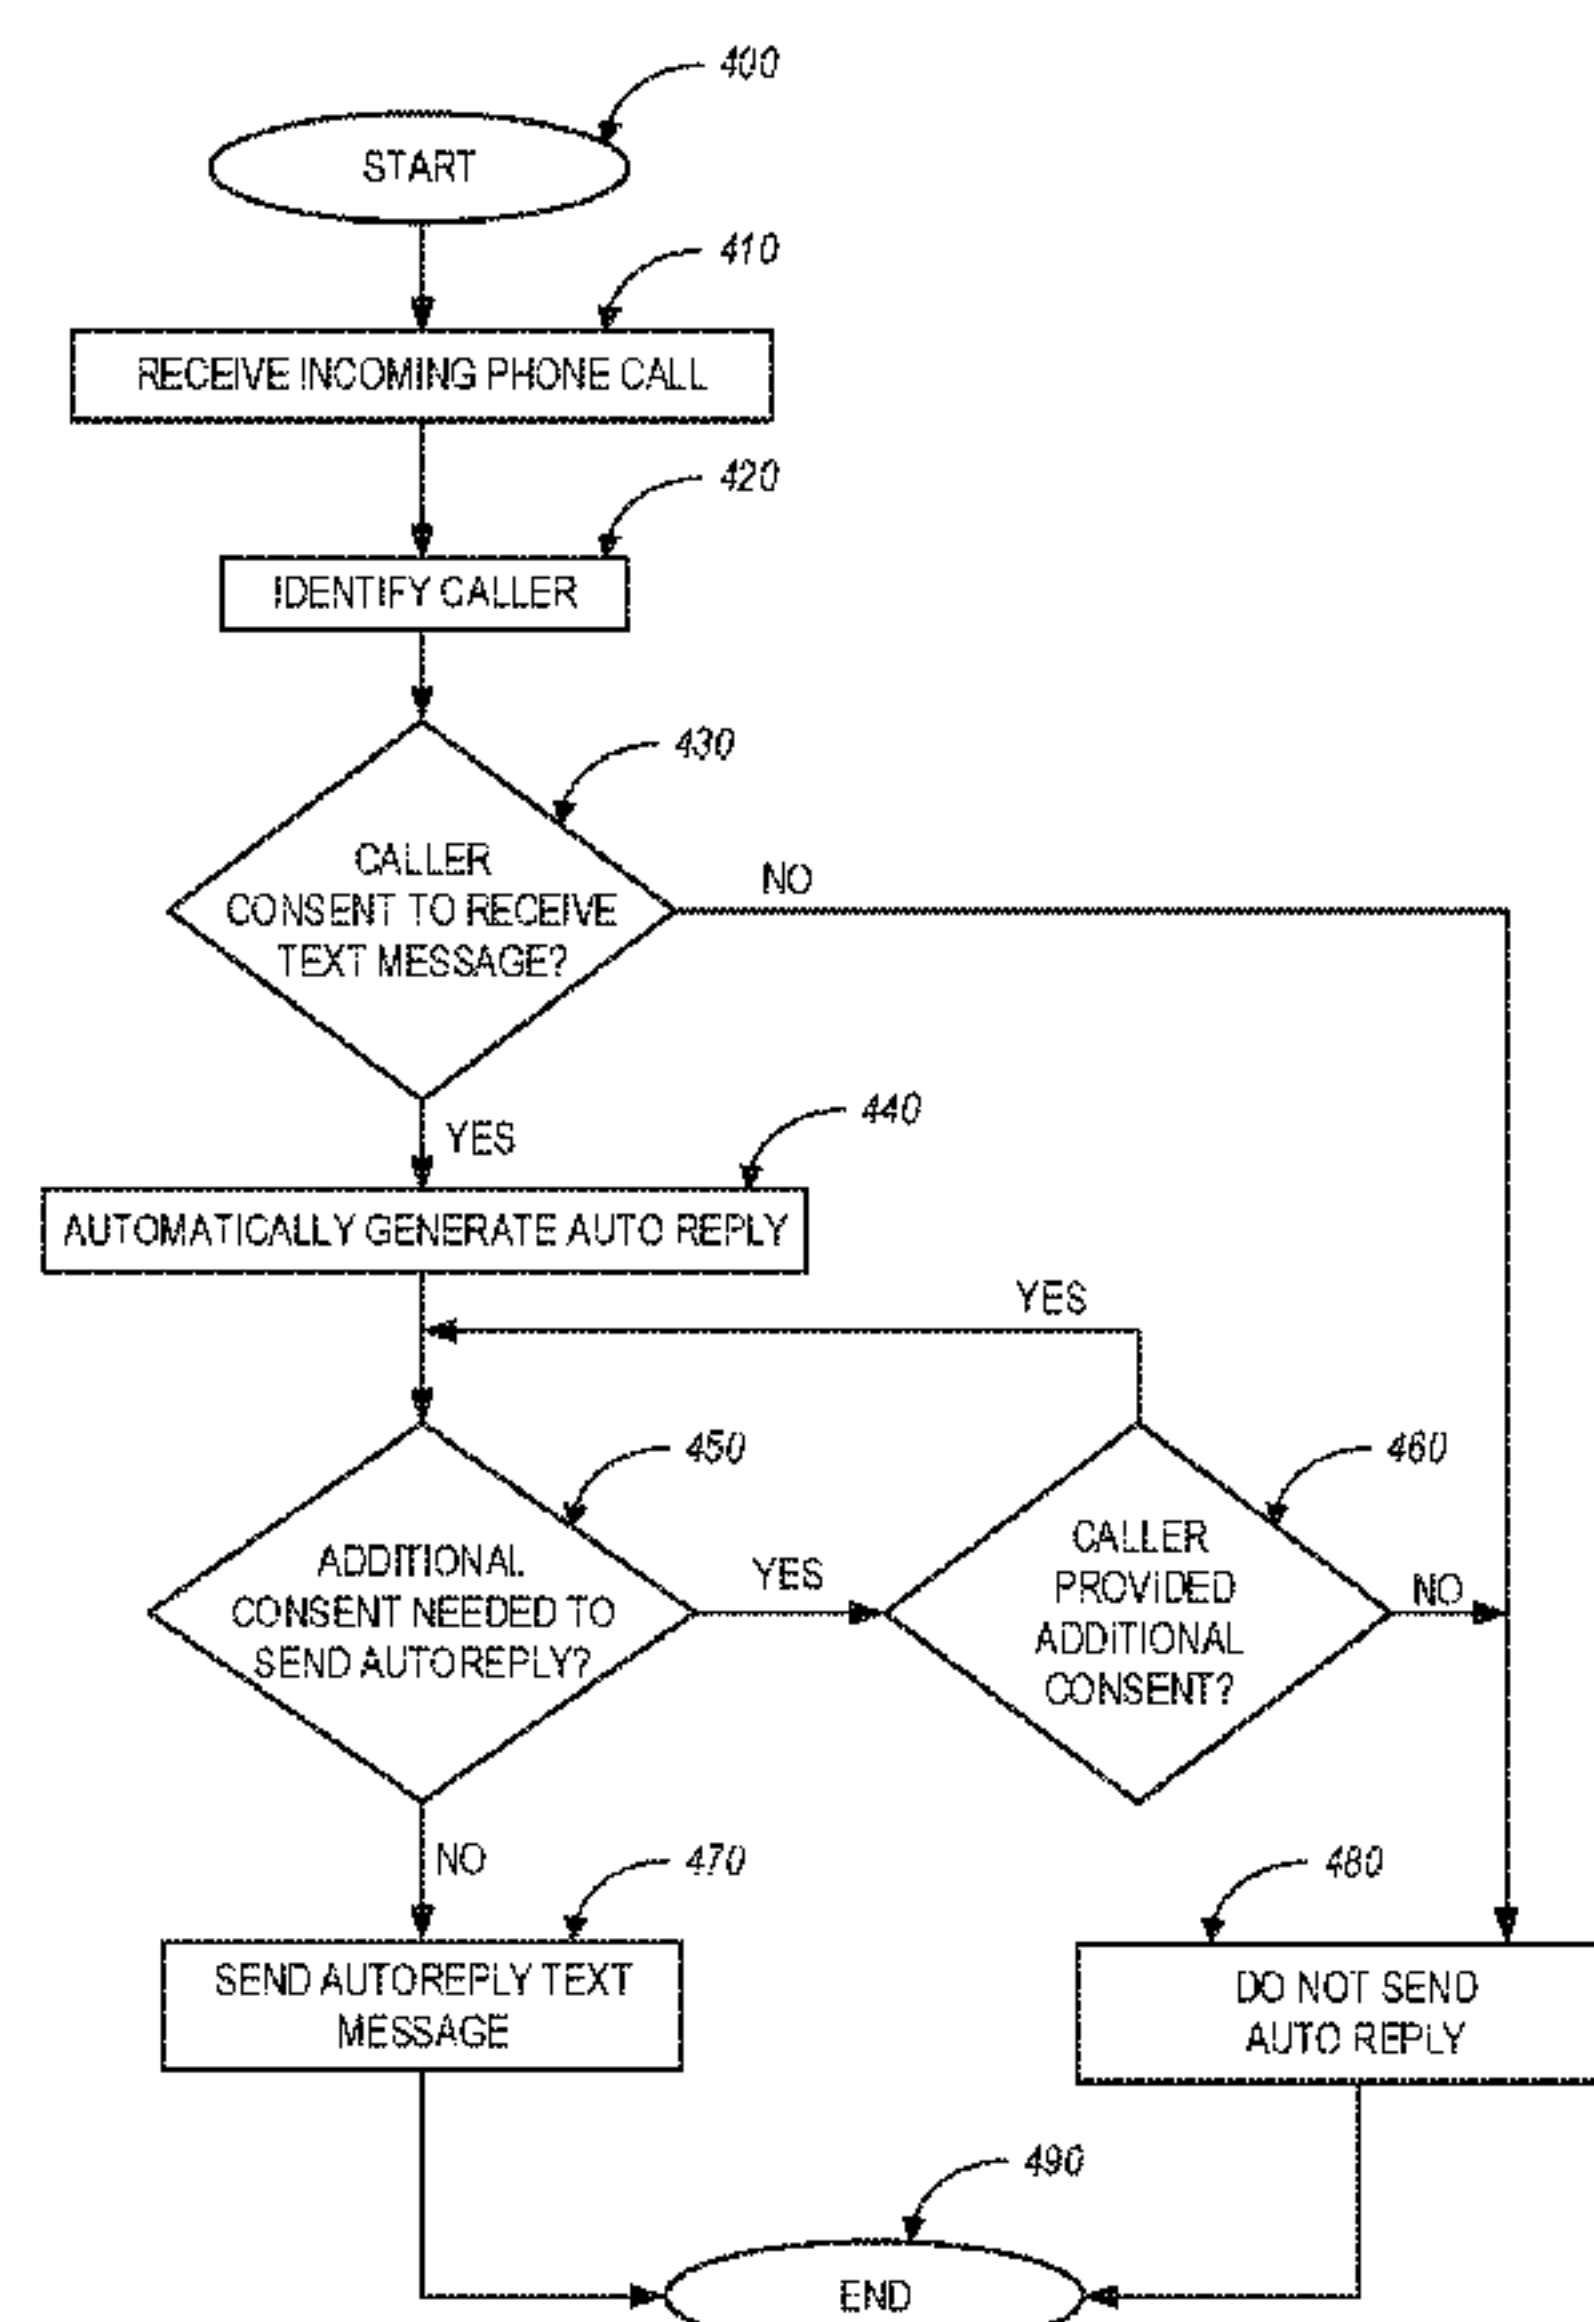 400
START
410
RECEIVE INCOMING PHONE CALL
420
IDENTIFY CALLER
430
CALLER
CONSENT TO RECEIVE
TEXT MESSAGE?
NO
YES
440
AUTOMATICALLY GENERATE AUTO REPLY
YES
450
ADDITIONAL
CONSENT NEEDED TO
SEND AUTOREPLY?
YES
460
CALLER
PROVIDED
ADDITIONAL
CONSENT?
NO
NO
470
SEND AUTOREPLY TEXT
MESSAGE
480
DO NOT SEND
AUTO REPLY
490
END